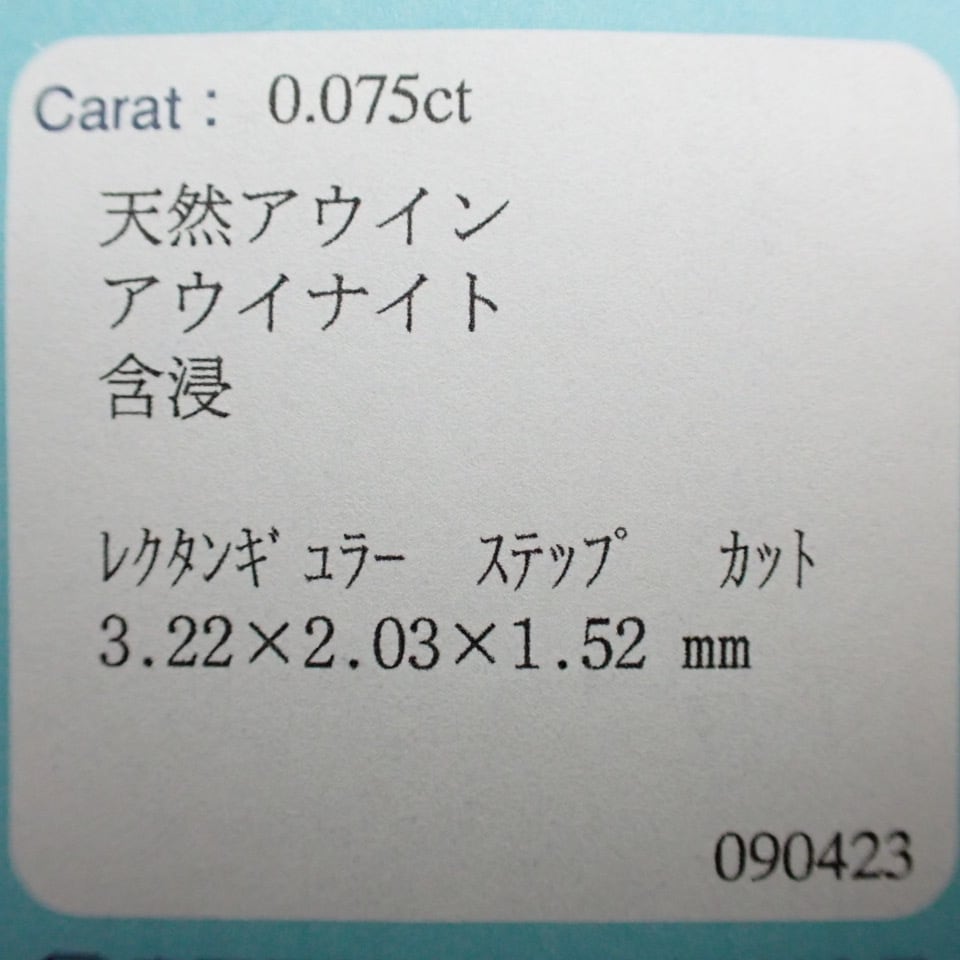 Carat： 0.075ct
天然アウイン
アウイナイト
含浸
ﾚｸﾀﾝｷﾞｭﾗｰ ｽﾃｯﾌﾟ ｶｯﾄ
3.22×2.03×1.52 mm
090423